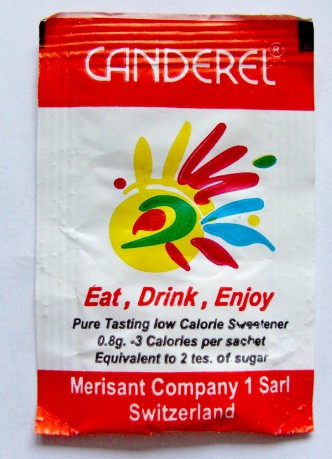 CANDEREL®
Eat , Drink , Enjoy
Pure Tasting low Calorie Sweetener
0.8g. -3 Calories per sachet
Equivalent to 2 tes. of sugar
Merisant Company 1 Sarl
Switzerland